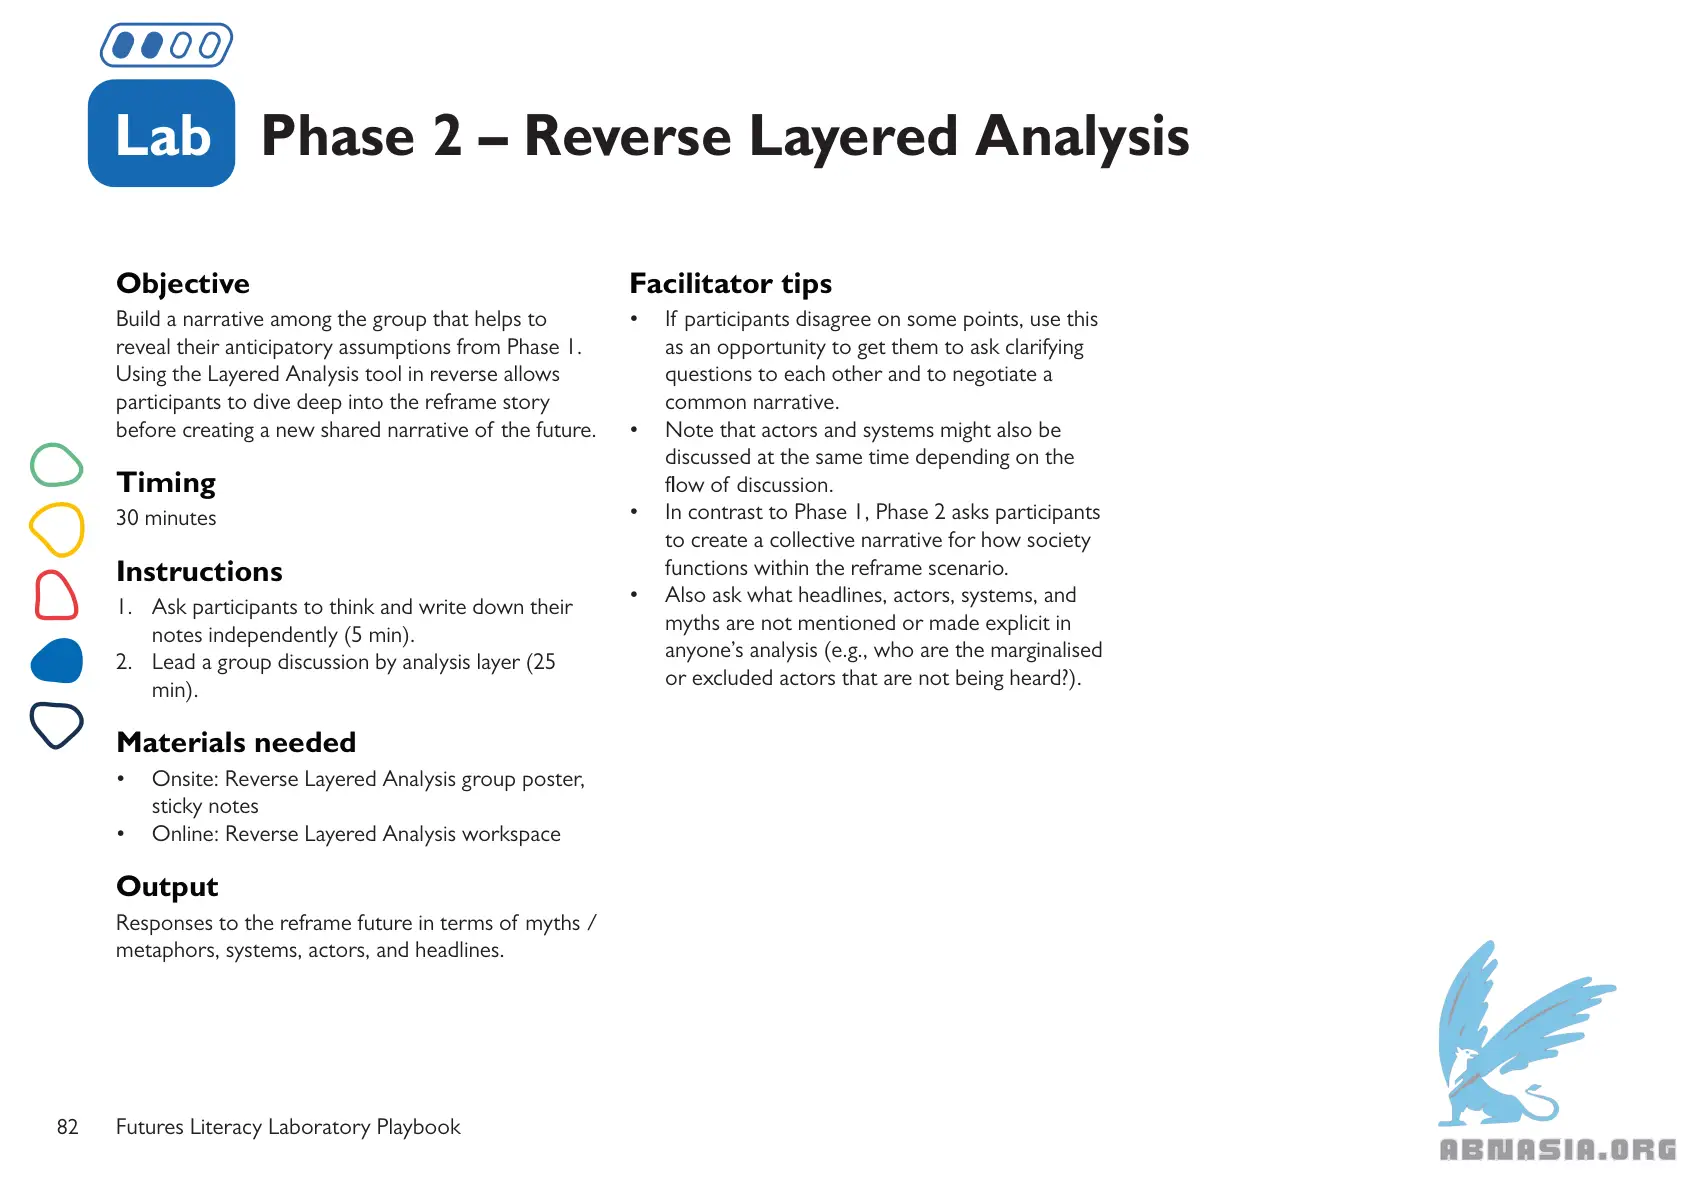 Lab
Phase 2 – Reverse Layered Analysis
Objective
Build a narrative among the group that helps to
reveal their anticipatory assumptions from Phase 1.
Using the Layered Analysis tool in reverse allows
participants to dive deep into the reframe story
before creating a new shared narrative of the future.
Timing
30 minutes
Instructions
1. Ask participants to think and write down their
notes independently (5 min).
2. Lead a group discussion by analysis layer (25
min).
Materials needed
• Onsite: Reverse Layered Analysis group poster,
sticky notes
• Online: Reverse Layered Analysis workspace
Output
Responses to the reframe future in terms of myths /
metaphors, systems, actors, and headlines.
Facilitator tips
• If participants disagree on some points, use this
as an opportunity to get them to ask clarifying
questions to each other and to negotiate a
common narrative.
• Note that actors and systems might also be
discussed at the same time depending on the
flow of discussion.
• In contrast to Phase 1, Phase 2 asks participants
to create a collective narrative for how society
functions within the reframe scenario.
• Also ask what headlines, actors, systems, and
myths are not mentioned or made explicit in
anyone’s analysis (e.g., who are the marginalised
or excluded actors that are not being heard?).
82 Futures Literacy Laboratory Playbook
ABNASIA.ORG